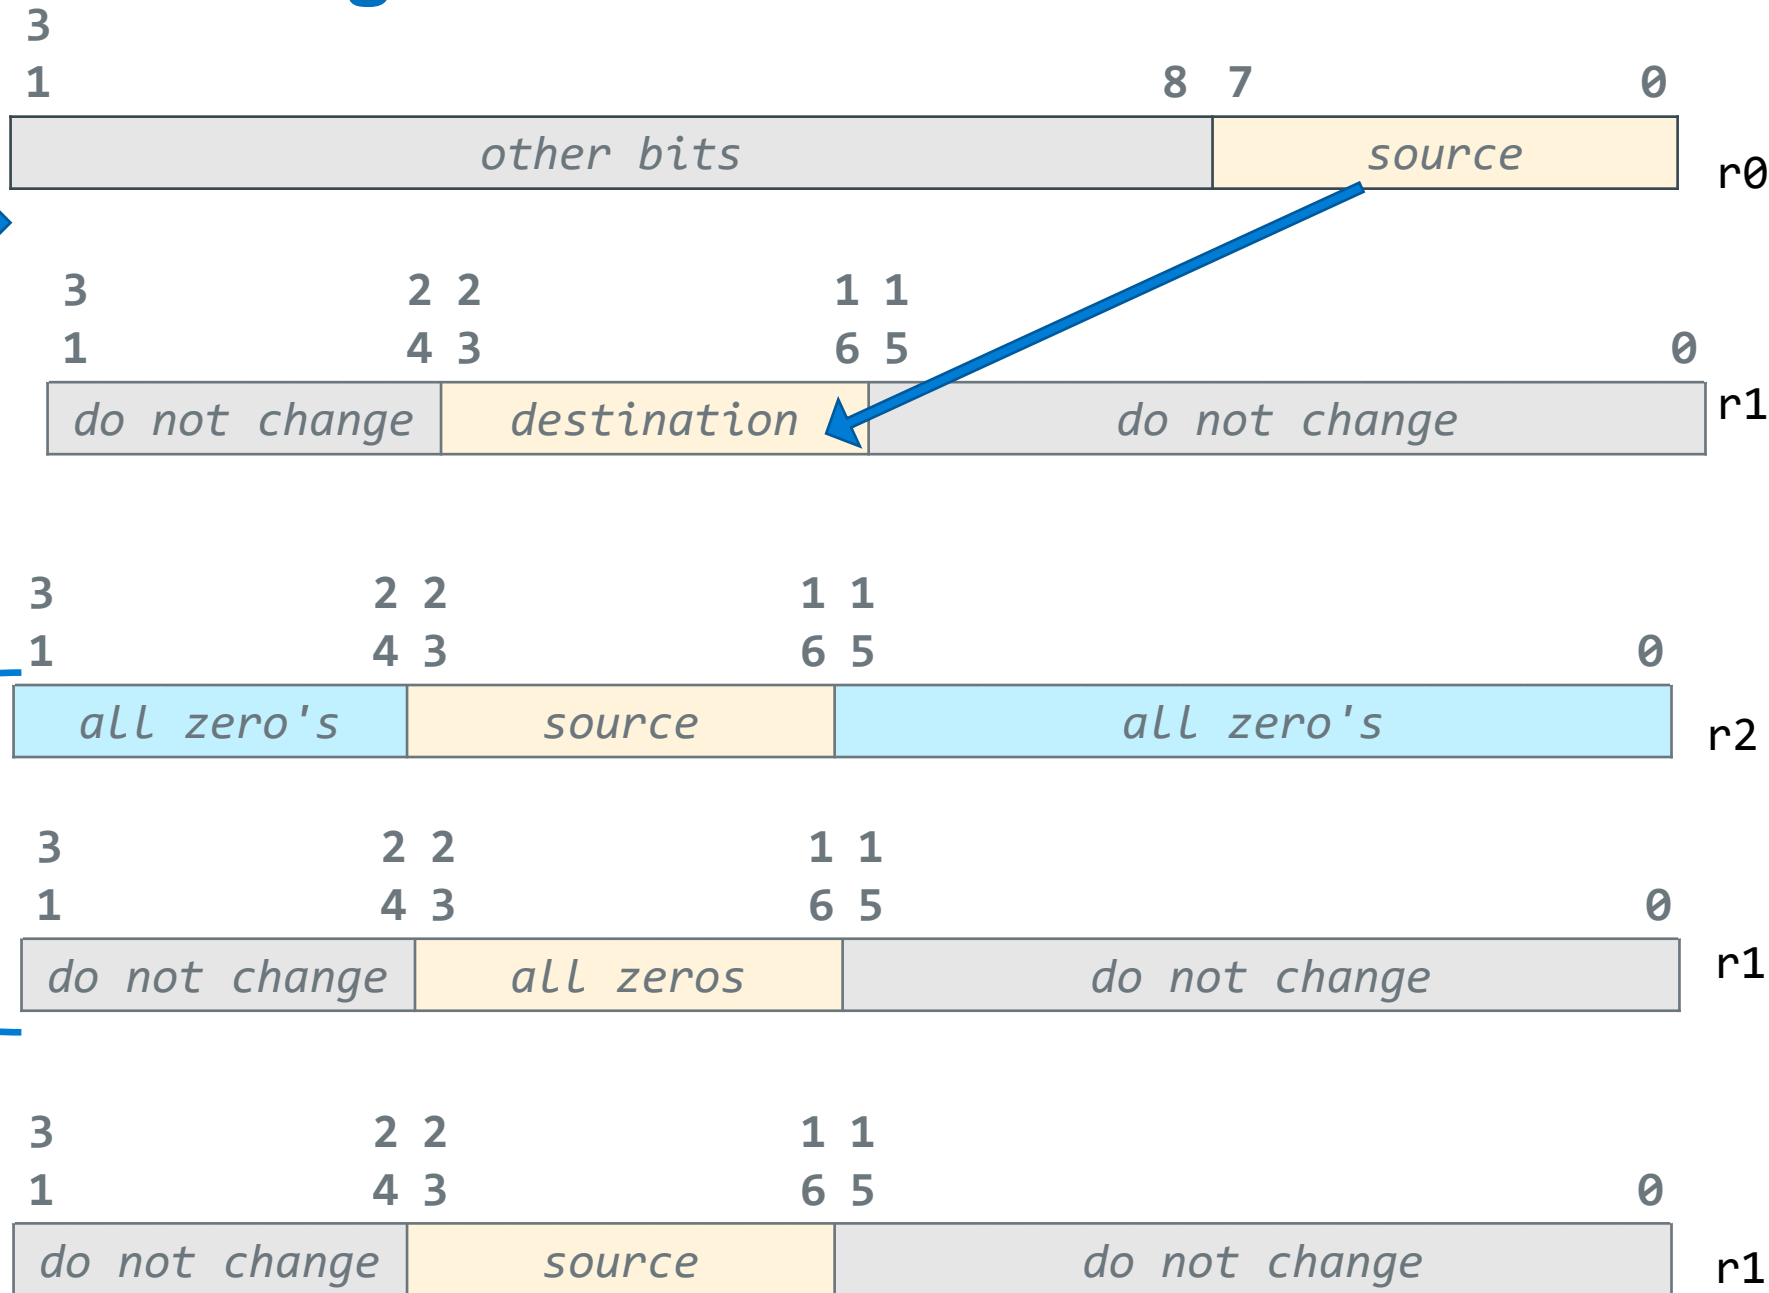 3
1 8 7 0
other bits source r0
3 2 2 1 1
1 4 3 6 5 0
do not change destination do not change r1
3 2 2 1 1
1 4 3 6 5 0
all zero's source all zero's r2
3 2 2 1 1
1 4 3 6 5 0
do not change all zeros do not change r1
3 2 2 1 1
1 4 3 6 5 0
do not change source do not change r1